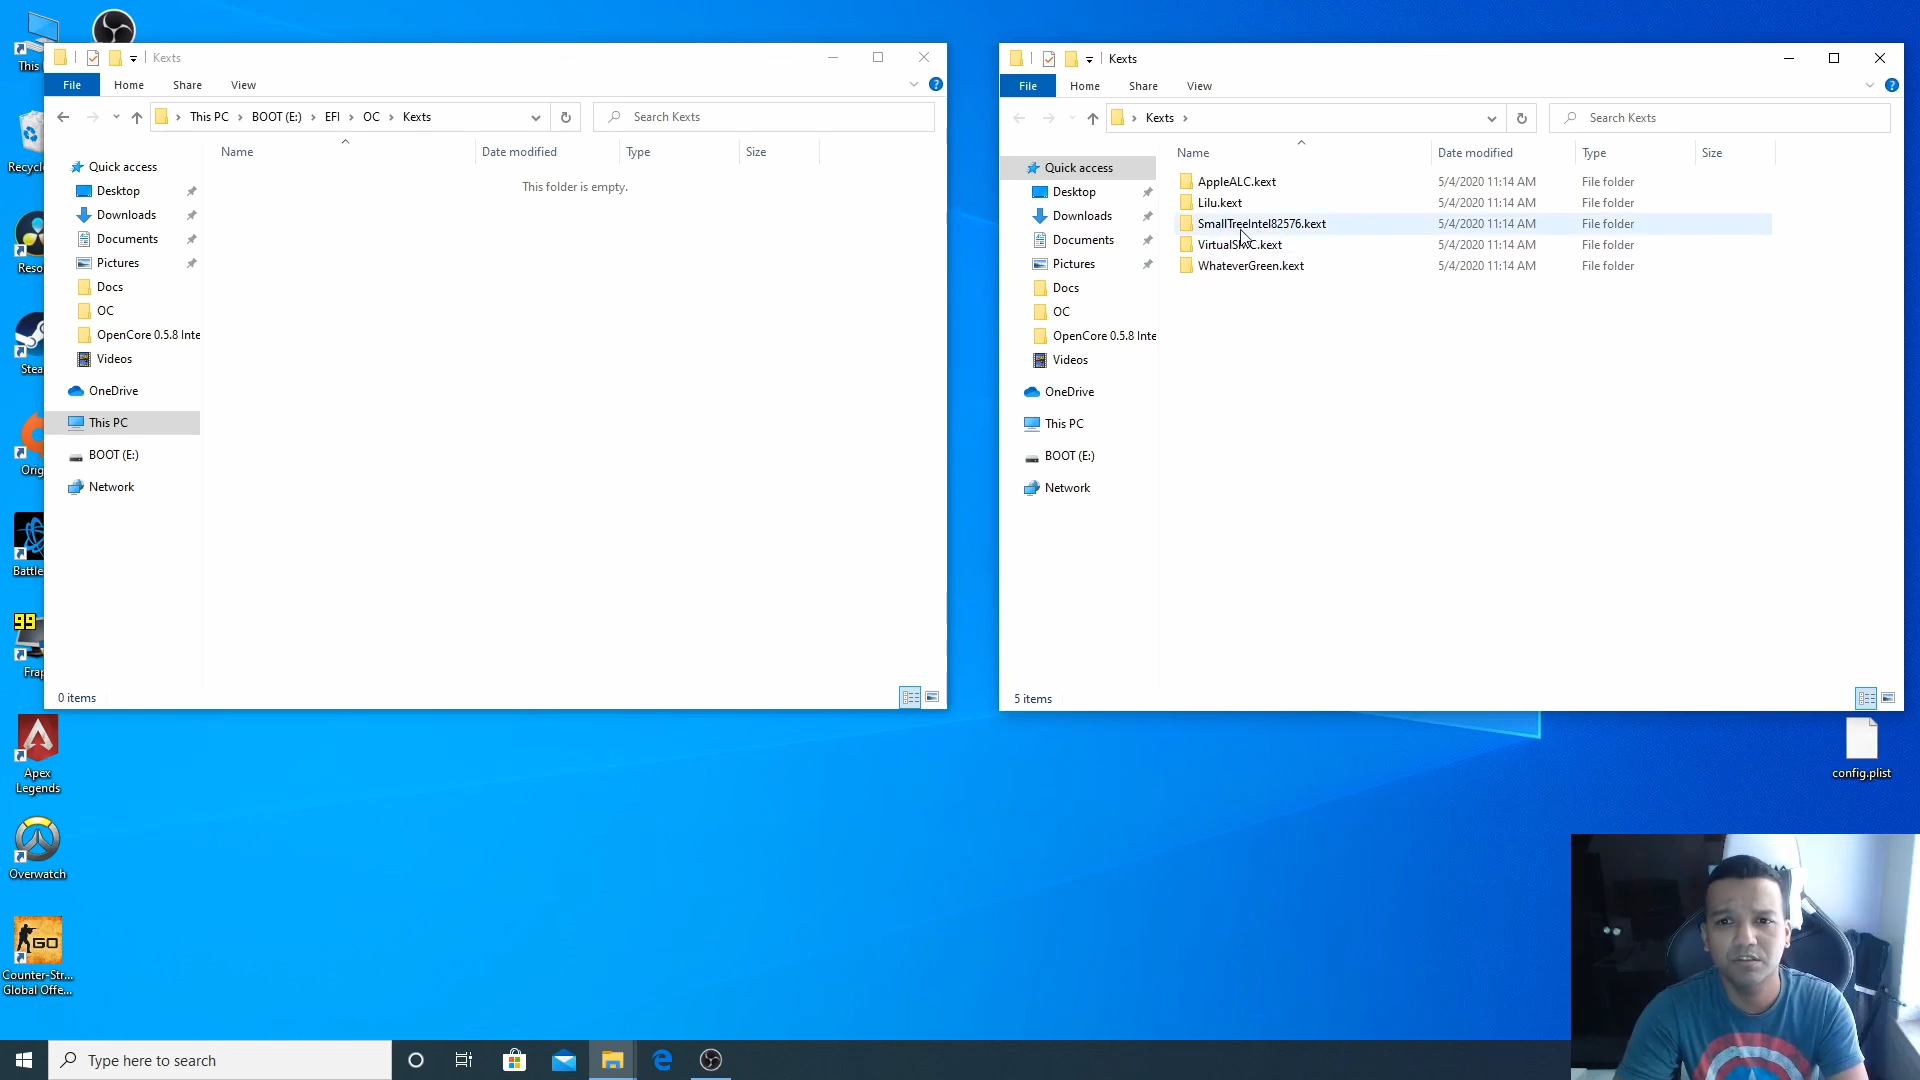 This
Recycl
Reso
Stea
Orig
Battle
99
Frap
Apex
Legends
Overwatch
GO
Counter-Str...
Global Offe...
Kexts
File
Home
Share
View
This PC
BOOT (E:)
EFI
OC
Kexts
Search Kexts
Name
Date modified
Type
Size
This folder is empty.
Quick access
Desktop
Downloads
Documents
Pictures
Docs
OC
OpenCore 0.5.8 Inte
Videos
OneDrive
This PC
BOOT (E:)
Network
0 items
Kexts
File
Home
Share
View
Kexts
Search Kexts
Name
Date modified
Type
Size
AppleALC.kext 5/4/2020 11:14 AM File folder
Lilu.kext 5/4/2020 11:14 AM File folder
SmallTreeIntel82576.kext 5/4/2020 11:14 AM File folder
VirtualSMC.kext 5/4/2020 11:14 AM File folder
WhateverGreen.kext 5/4/2020 11:14 AM File folder
Quick access
Desktop
Downloads
Documents
Pictures
Docs
OC
OpenCore 0.5.8 Inte
Videos
OneDrive
This PC
BOOT (E:)
Network
5 items
config.plist
Type here to search